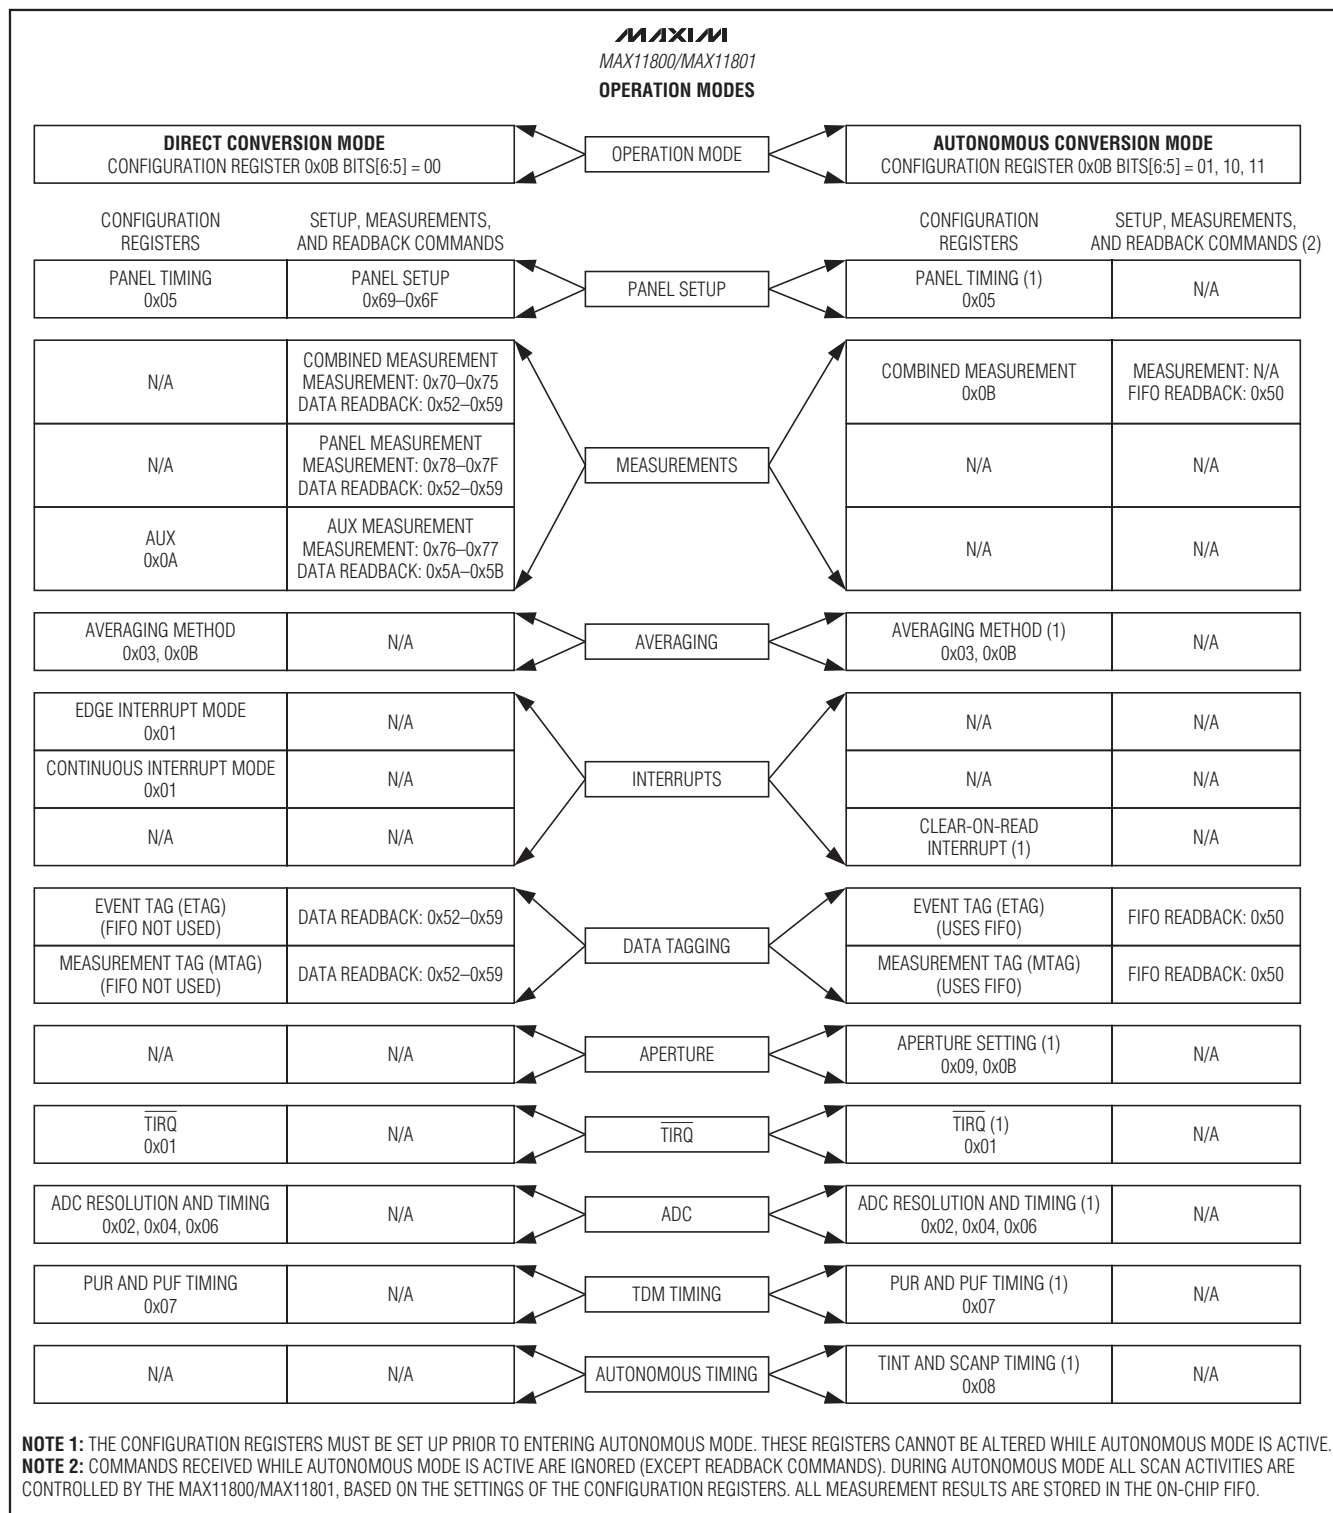 MAXIM
MAX11800/MAX11801
OPERATION MODES
DIRECT CONVERSION MODE
CONFIGURATION REGISTER 0x0B BITS[6:5] = 00
OPERATION MODE
AUTONOMOUS CONVERSION MODE
CONFIGURATION REGISTER 0x0B BITS[6:5] = 01, 10, 11
CONFIGURATION
REGISTERS
SETUP, MEASUREMENTS,
AND READBACK COMMANDS
CONFIGURATION
REGISTERS
SETUP, MEASUREMENTS,
AND READBACK COMMANDS (2)
PANEL TIMING
0x05
PANEL SETUP
0x69–0x6F
PANEL SETUP
PANEL TIMING (1)
0x05
N/A
N/A
COMBINED MEASUREMENT
MEASUREMENT: 0x70–0x75
DATA READBACK: 0x52–0x59
COMBINED MEASUREMENT
0x0B
MEASUREMENT: N/A
FIFO READBACK: 0x50
N/A
PANEL MEASUREMENT
MEASUREMENT: 0x78–0x7F
DATA READBACK: 0x52–0x59
MEASUREMENTS
N/A
N/A
AUX
0x0A
AUX MEASUREMENT
MEASUREMENT: 0x76–0x77
DATA READBACK: 0x5A–0x5B
N/A
N/A
AVERAGING METHOD
0x03, 0x0B
N/A
AVERAGING
AVERAGING METHOD (1)
0x03, 0x0B
N/A
EDGE INTERRUPT MODE
0x01
N/A
N/A
N/A
CONTINUOUS INTERRUPT MODE
0x01
N/A
INTERRUPTS
N/A
N/A
N/A
N/A
CLEAR-ON-READ
INTERRUPT (1)
N/A
EVENT TAG (ETAG)
(FIFO NOT USED)
DATA READBACK: 0x52–0x59
EVENT TAG (ETAG)
(USES FIFO)
FIFO READBACK: 0x50
DATA TAGGING
MEASUREMENT TAG (MTAG)
(FIFO NOT USED)
DATA READBACK: 0x52–0x59
MEASUREMENT TAG (MTAG)
(USES FIFO)
FIFO READBACK: 0x50
N/A
N/A
APERTURE
APERTURE SETTING (1)
0x09, 0x0B
N/A
TIRQ
0x01
N/A
TIRQ
TIRQ (1)
0x01
N/A
ADC RESOLUTION AND TIMING
0x02, 0x04, 0x06
N/A
ADC
ADC RESOLUTION AND TIMING (1)
0x02, 0x04, 0x06
N/A
PUR AND PUF TIMING
0x07
N/A
TDM TIMING
PUR AND PUF TIMING (1)
0x07
N/A
N/A
N/A
AUTONOMOUS TIMING
TINT AND SCANP TIMING (1)
0x08
N/A
NOTE 1: THE CONFIGURATION REGISTERS MUST BE SET UP PRIOR TO ENTERING AUTONOMOUS MODE. THESE REGISTERS CANNOT BE ALTERED WHILE AUTONOMOUS MODE IS ACTIVE.
NOTE 2: COMMANDS RECEIVED WHILE AUTONOMOUS MODE IS ACTIVE ARE IGNORED (EXCEPT READBACK COMMANDS). DURING AUTONOMOUS MODE ALL SCAN ACTIVITIES ARE
CONTROLLED BY THE MAX11800/MAX11801, BASED ON THE SETTINGS OF THE CONFIGURATION REGISTERS. ALL MEASUREMENT RESULTS ARE STORED IN THE ON-CHIP FIFO.